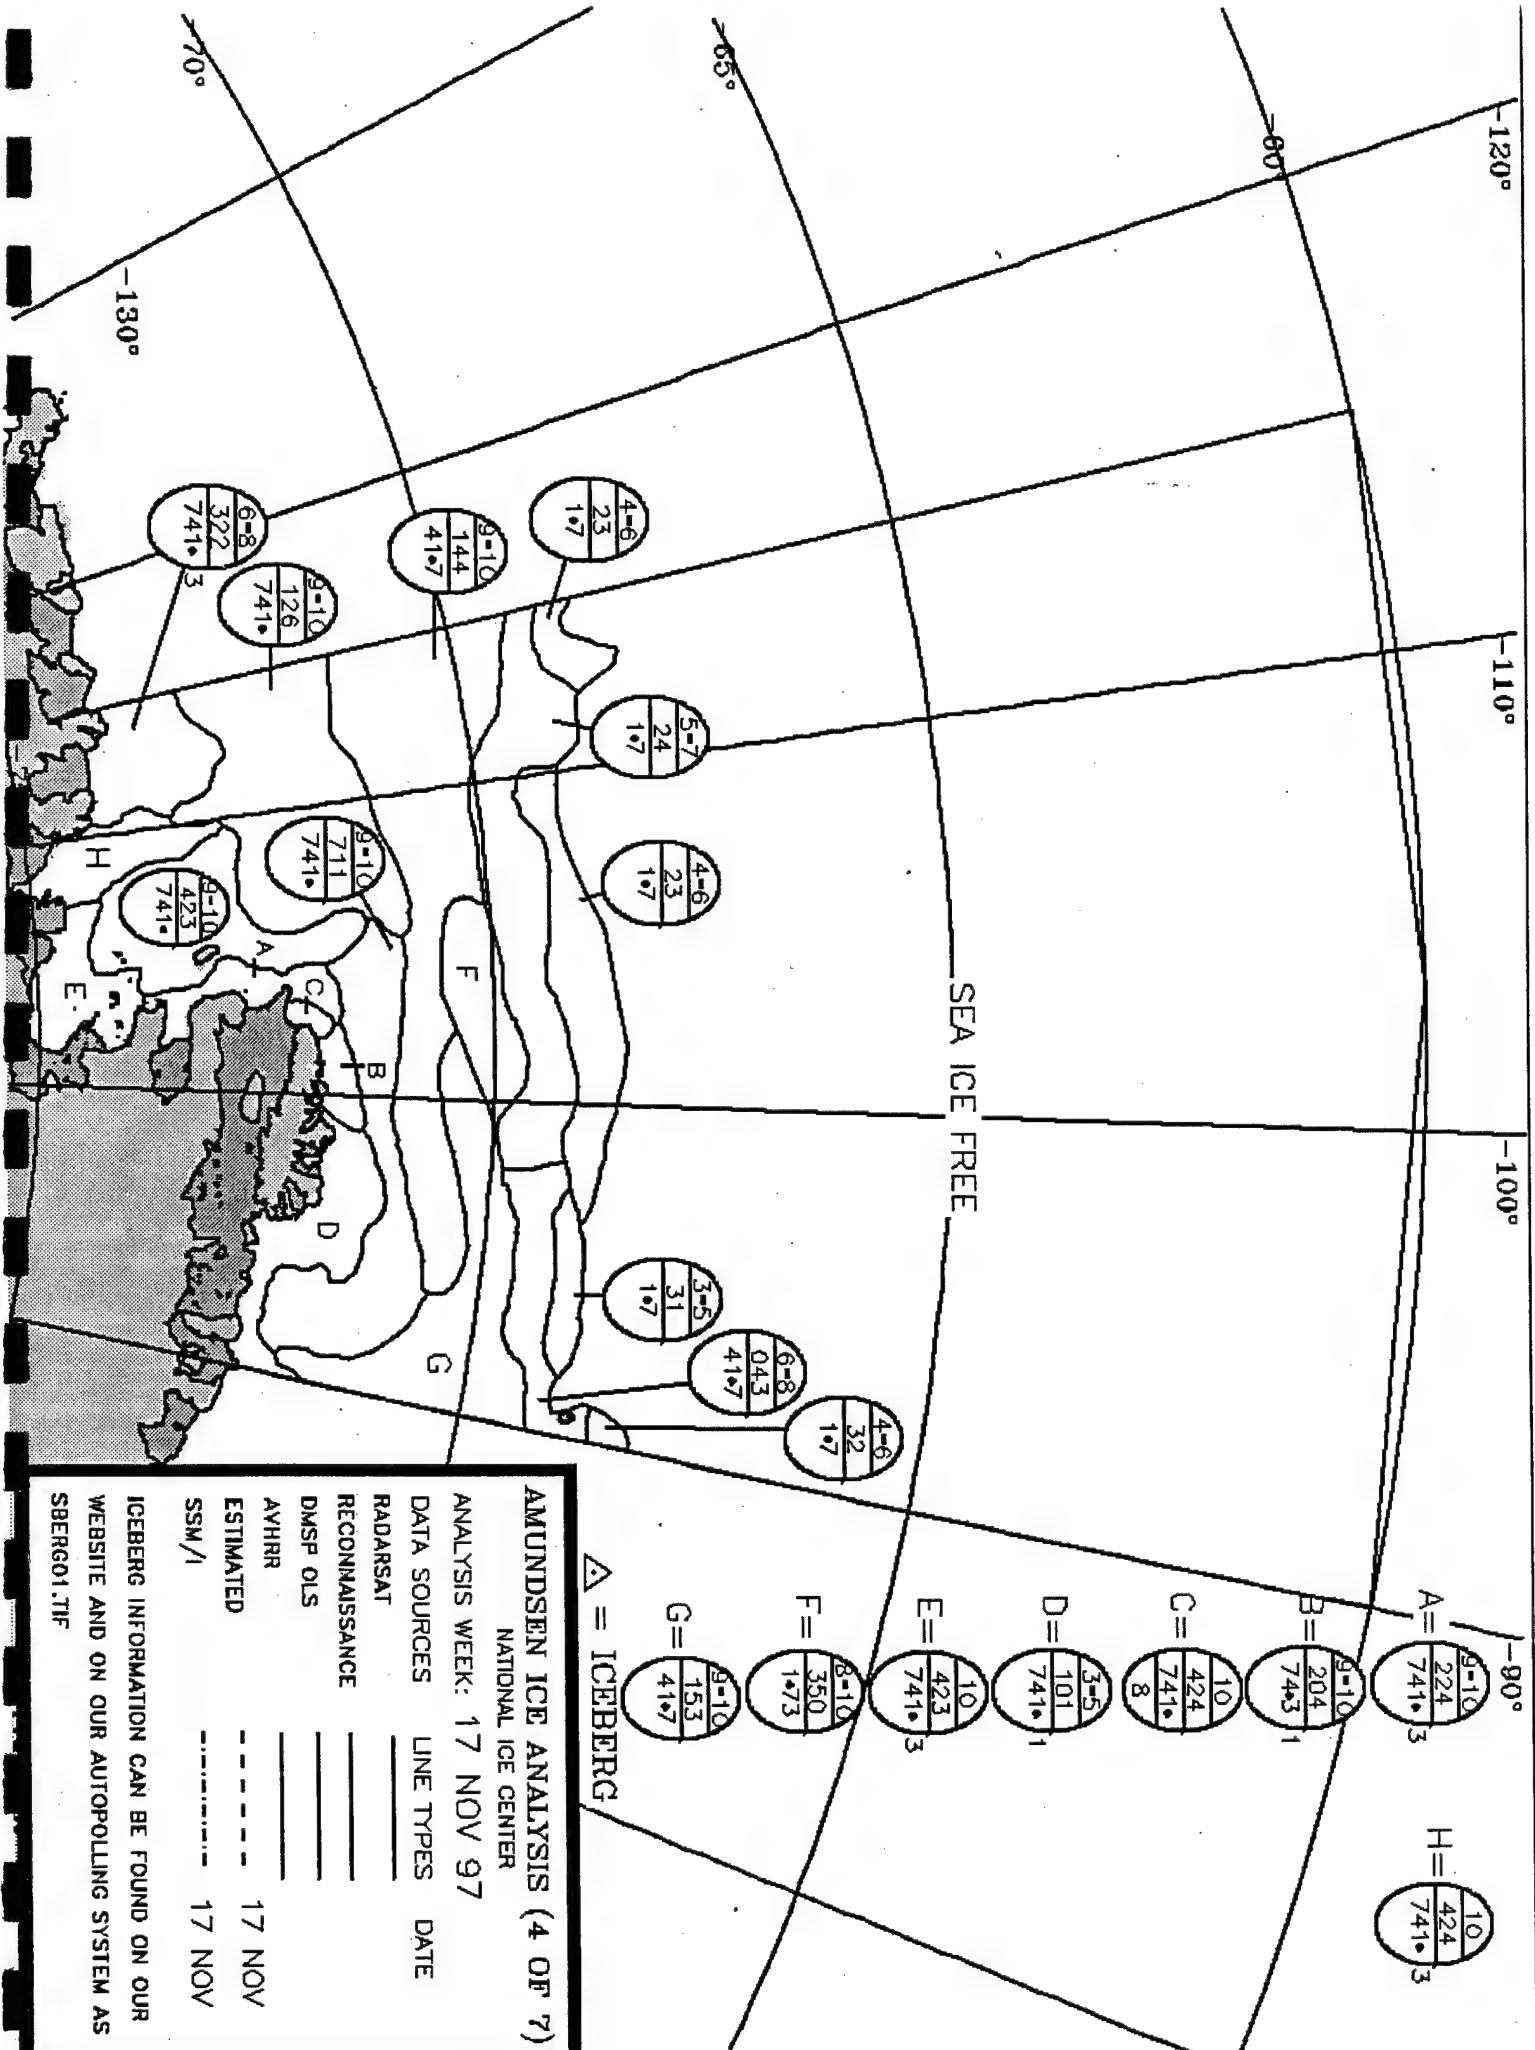 -120°
-110°
-100°
-90°
-60°
-65°
-70°
-130°
SEA ICE FREE
4-6
23
1•7
9-10
144
41•7
6-8
322
741•
3
9-10
126
741•
5-7
24
1•7
4-6
23
1•7
9-10
711
741•
9-10
423
741•
3-5
31
1•7
6-8
043
41•7
4-6
32
1•7
F
A
C
B
H
E
D
G
A=
9-10
224
741•
3
B=
9-10
204
74•3
1
C=
10
424
741•
8
D=
3-5
101
741•
1
E=
10
423
741•
3
F=
8-10
350
1•73
G=
9-10
153
41•7
H=
10
424
741•
3
= ICEBERG
AMUNDSEN ICE ANALYSIS (4 OF 7)
NATIONAL ICE CENTER
ANALYSIS WEEK: 17 NOV 97
DATA SOURCES LINE TYPES DATE
RADARSAT
RECONNAISSANCE
DMSP OLS
AVHRR
ESTIMATED 17 NOV
SSM/I 17 NOV
ICEBERG INFORMATION CAN BE FOUND ON OUR
WEBSITE AND ON OUR AUTOPOLLING SYSTEM AS
SBERG01.TIF